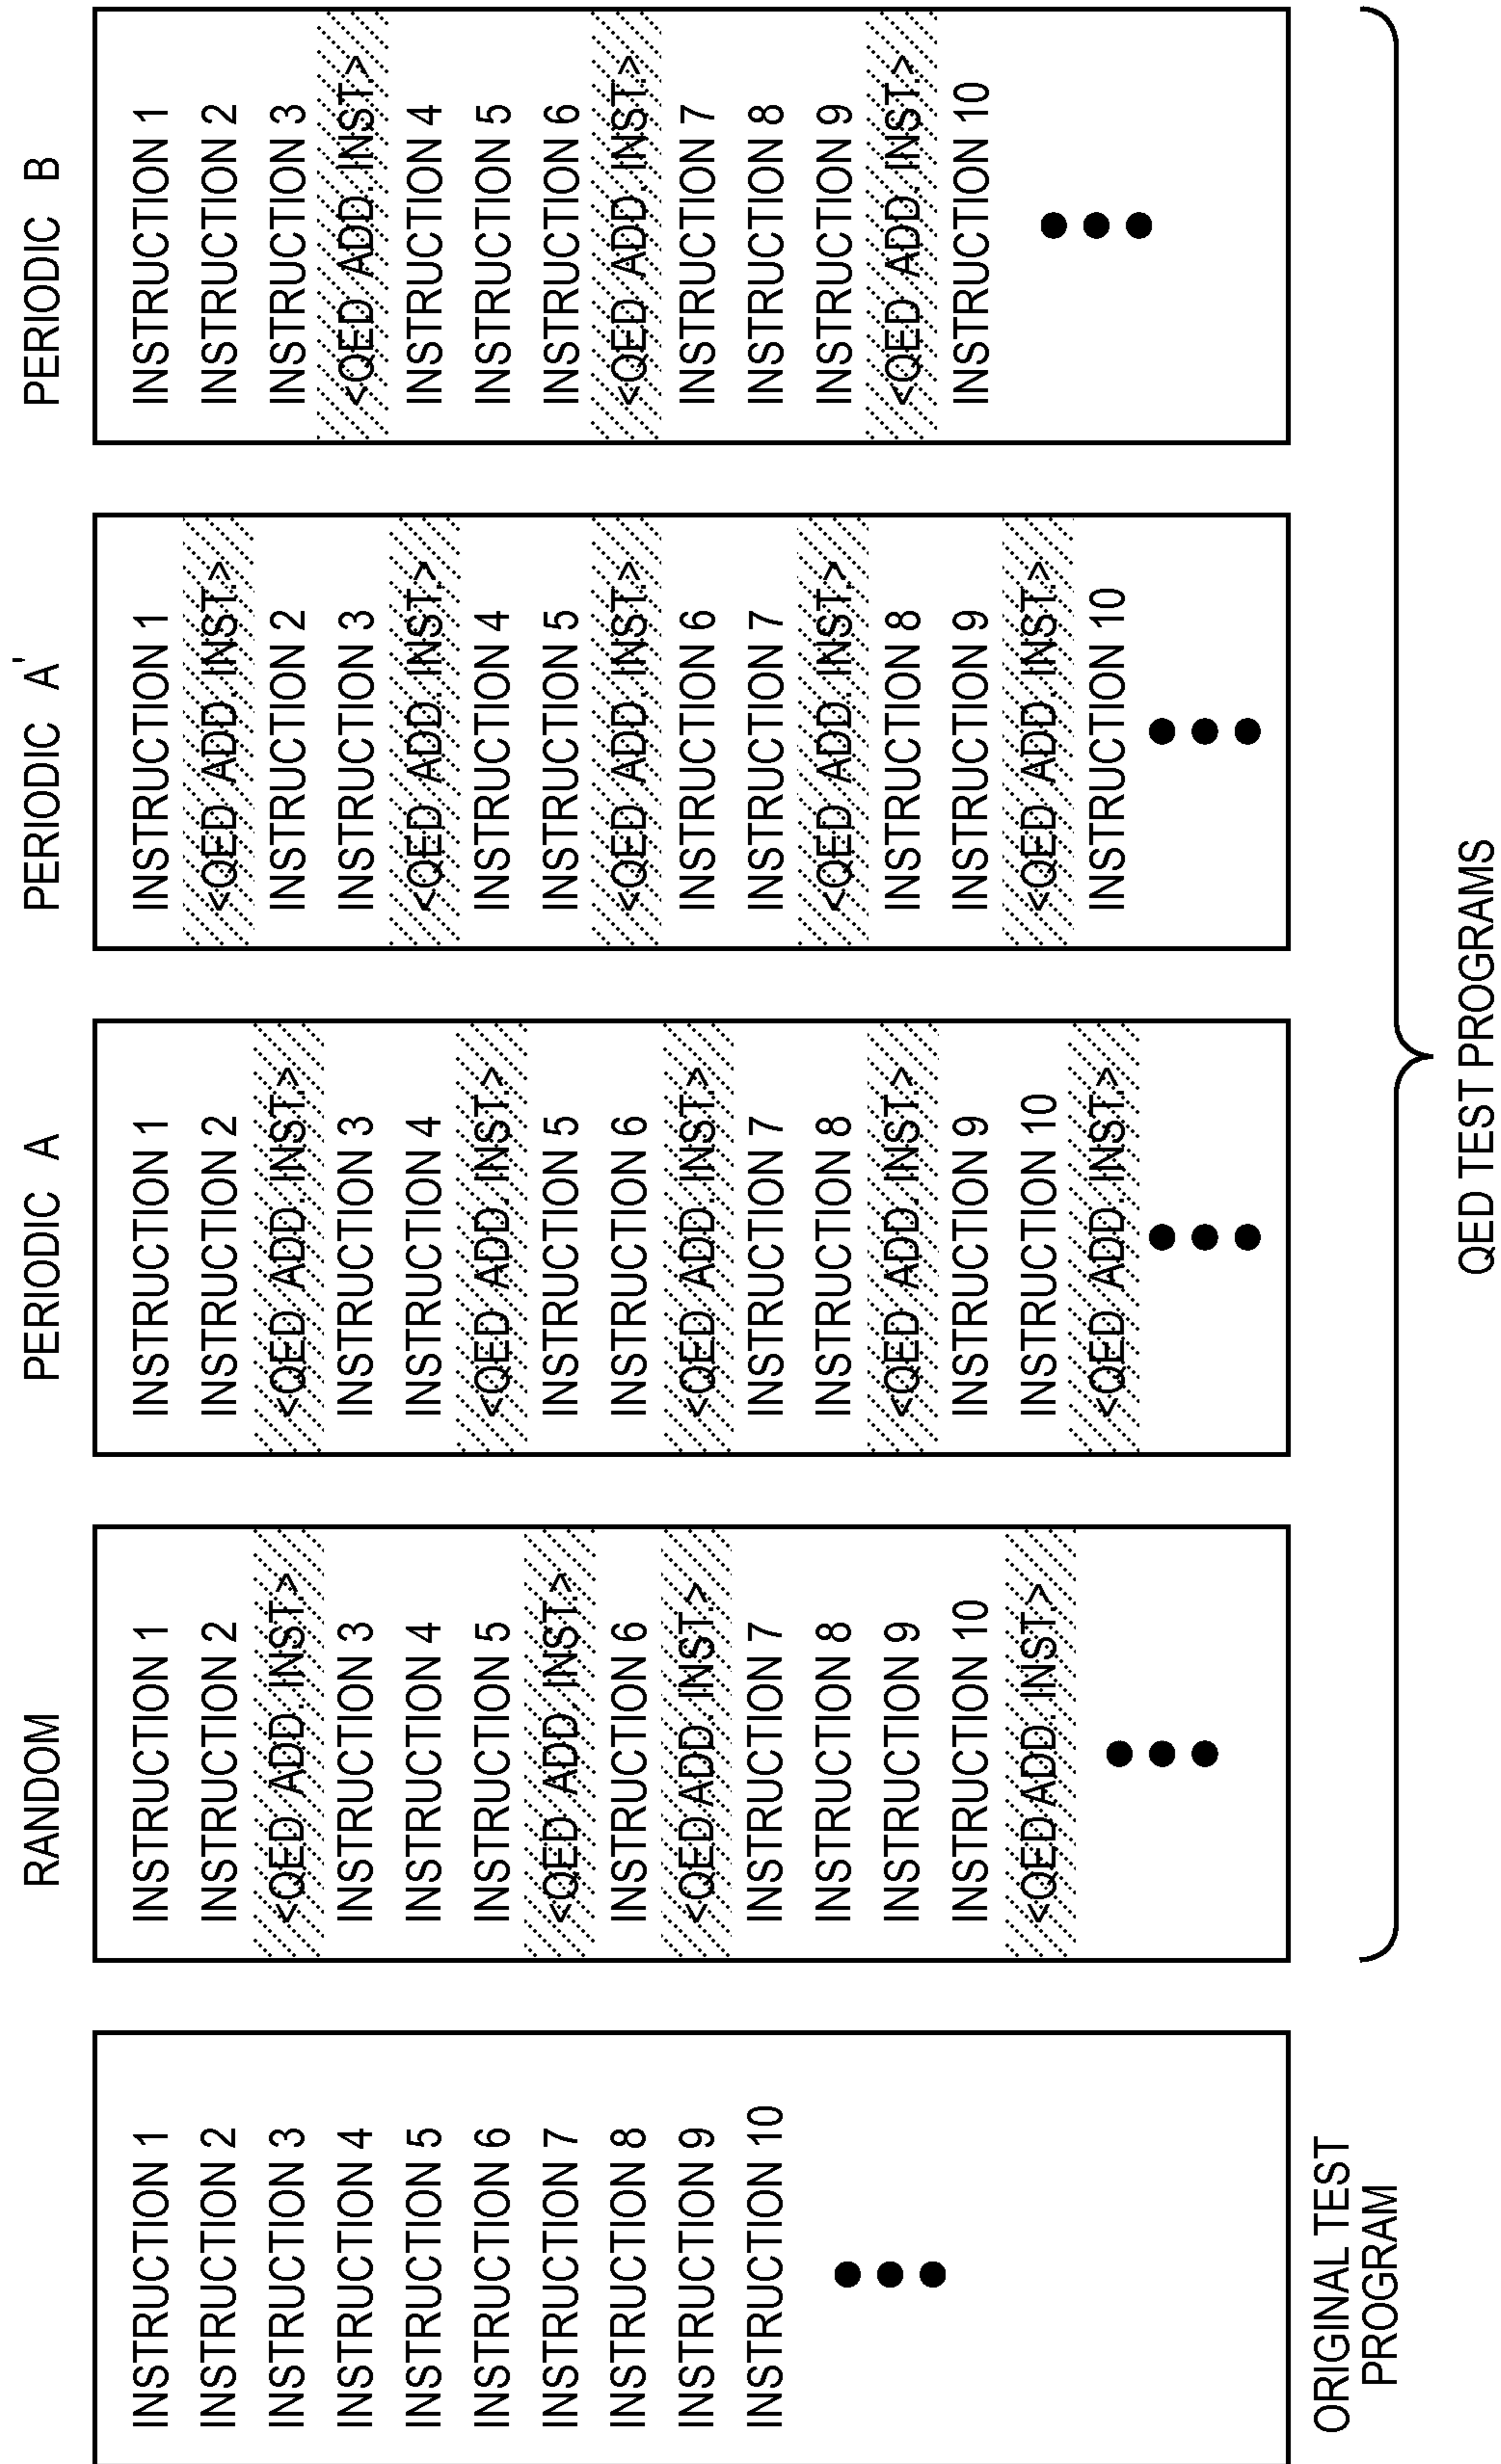 INSTRUCTION 1
INSTRUCTION 2
INSTRUCTION 3
INSTRUCTION 4
INSTRUCTION 5
INSTRUCTION 6
INSTRUCTION 7
INSTRUCTION 8
INSTRUCTION 9
INSTRUCTION 10
ORIGINAL TEST
PROGRAM
RANDOM
INSTRUCTION 1
INSTRUCTION 2
<QED ADD. INST.>
INSTRUCTION 3
INSTRUCTION 4
INSTRUCTION 5
<QED ADD. INST.>
INSTRUCTION 6
<QED ADD. INST.>
INSTRUCTION 7
INSTRUCTION 8
INSTRUCTION 9
INSTRUCTION 10
<QED ADD. INST.>
PERIODIC A
INSTRUCTION 1
INSTRUCTION 2
<QED ADD. INST.>
INSTRUCTION 3
INSTRUCTION 4
<QED ADD. INST.>
INSTRUCTION 5
INSTRUCTION 6
<QED ADD. INST.>
INSTRUCTION 7
INSTRUCTION 8
<QED ADD. INST.>
INSTRUCTION 9
INSTRUCTION 10
<QED ADD. INST.>
PERIODIC A'
INSTRUCTION 1
<QED ADD. INST.>
INSTRUCTION 2
INSTRUCTION 3
<QED ADD. INST.>
INSTRUCTION 4
INSTRUCTION 5
<QED ADD. INST.>
INSTRUCTION 6
INSTRUCTION 7
<QED ADD. INST.>
INSTRUCTION 8
INSTRUCTION 9
<QED ADD. INST.>
INSTRUCTION 10
PERIODIC B
INSTRUCTION 1
INSTRUCTION 2
INSTRUCTION 3
<QED ADD. INST.>
INSTRUCTION 4
INSTRUCTION 5
INSTRUCTION 6
<QED ADD. INST.>
INSTRUCTION 7
INSTRUCTION 8
INSTRUCTION 9
<QED ADD. INST.>
INSTRUCTION 10
QED TEST PROGRAMS